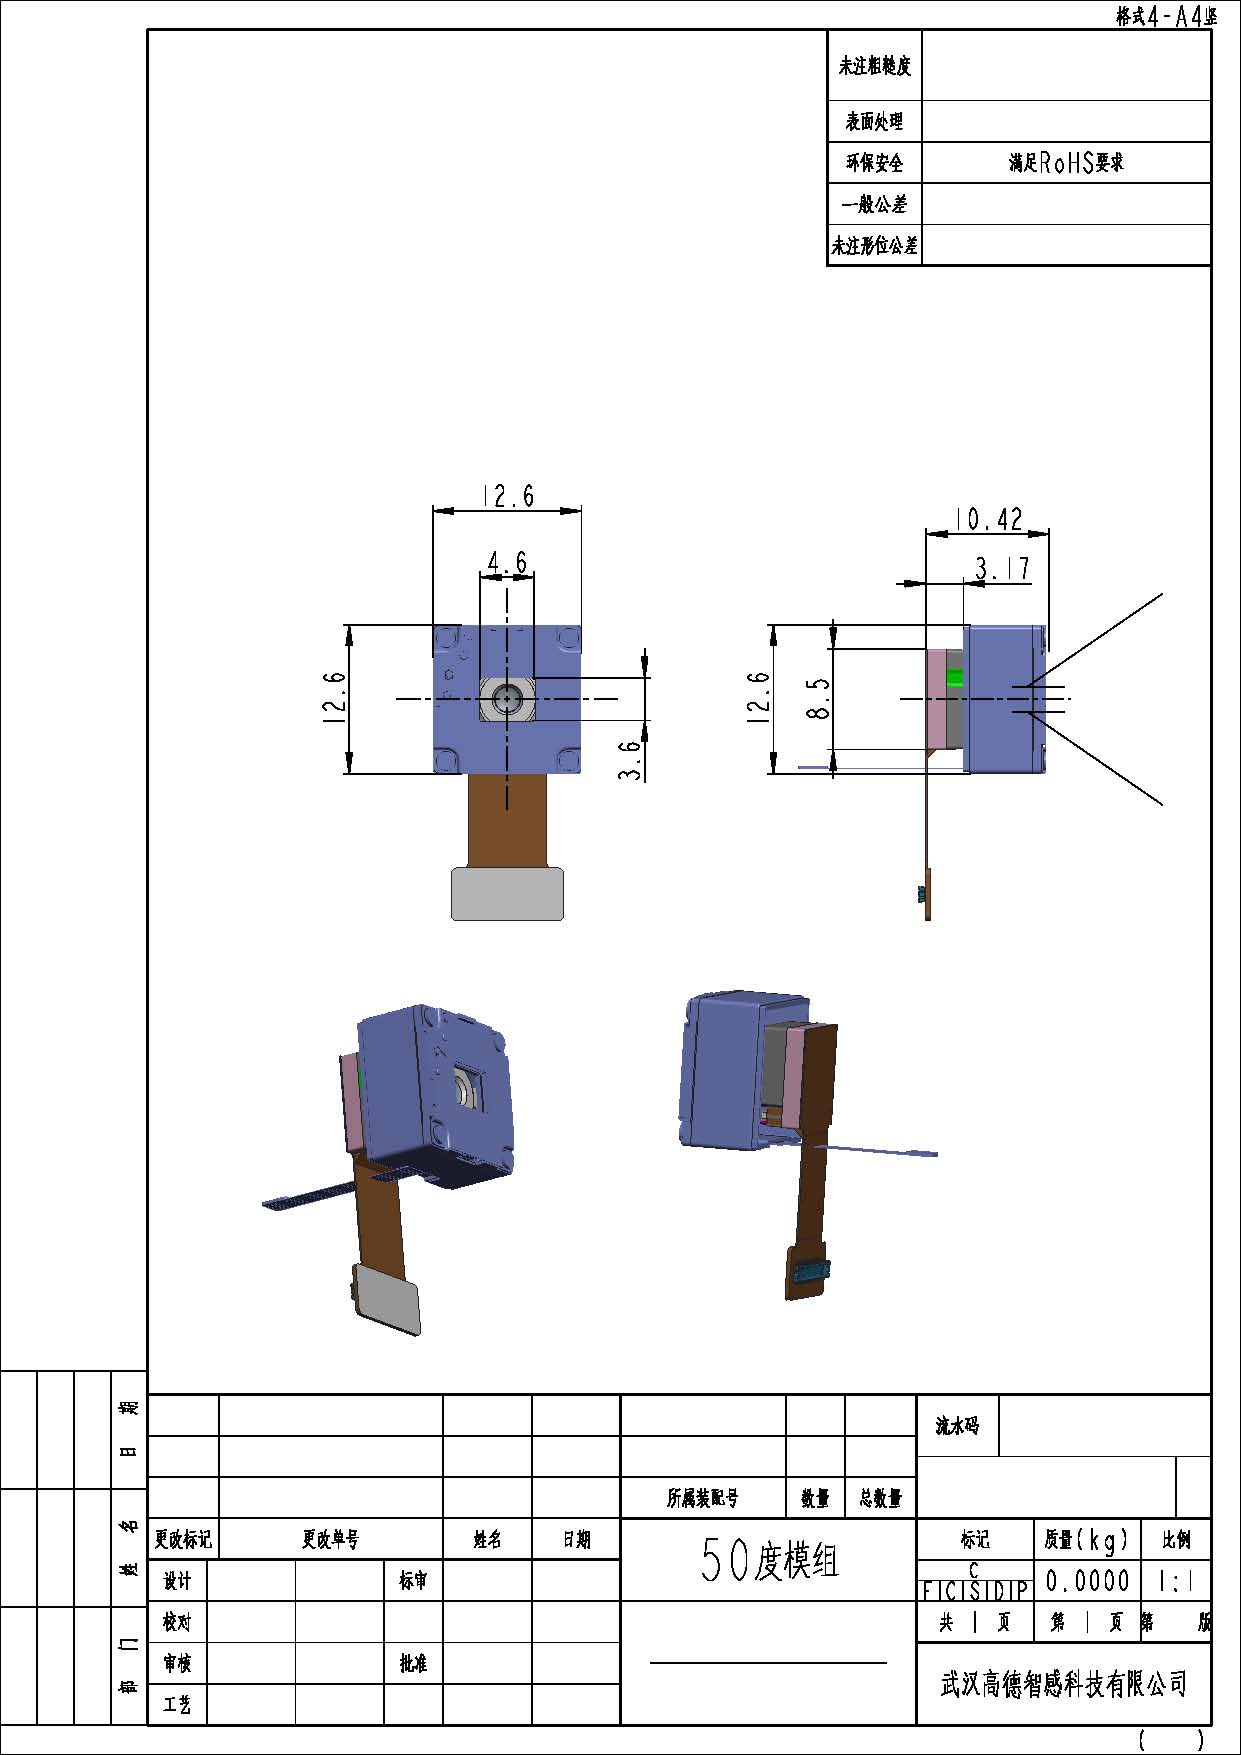 格式4-A4竖
未注粗糙度
表面处理
环保安全 满足RoHS要求
一般公差
未注形位公差
12.6
4.6
12.6
3.6
10.42
3.17
12.6
8.5
日期
姓名
部门
流水码
所属装配号 数量 总数量
更改标记 更改单号 姓名 日期
50度模组
标记 质量(kg) 比例
设计 标审
C
F|C|S|D|P 0.0000 1:1
校对
共 1 页 第 1 页 第 版
审核 批准
武汉高德智感科技有限公司
工艺
( )